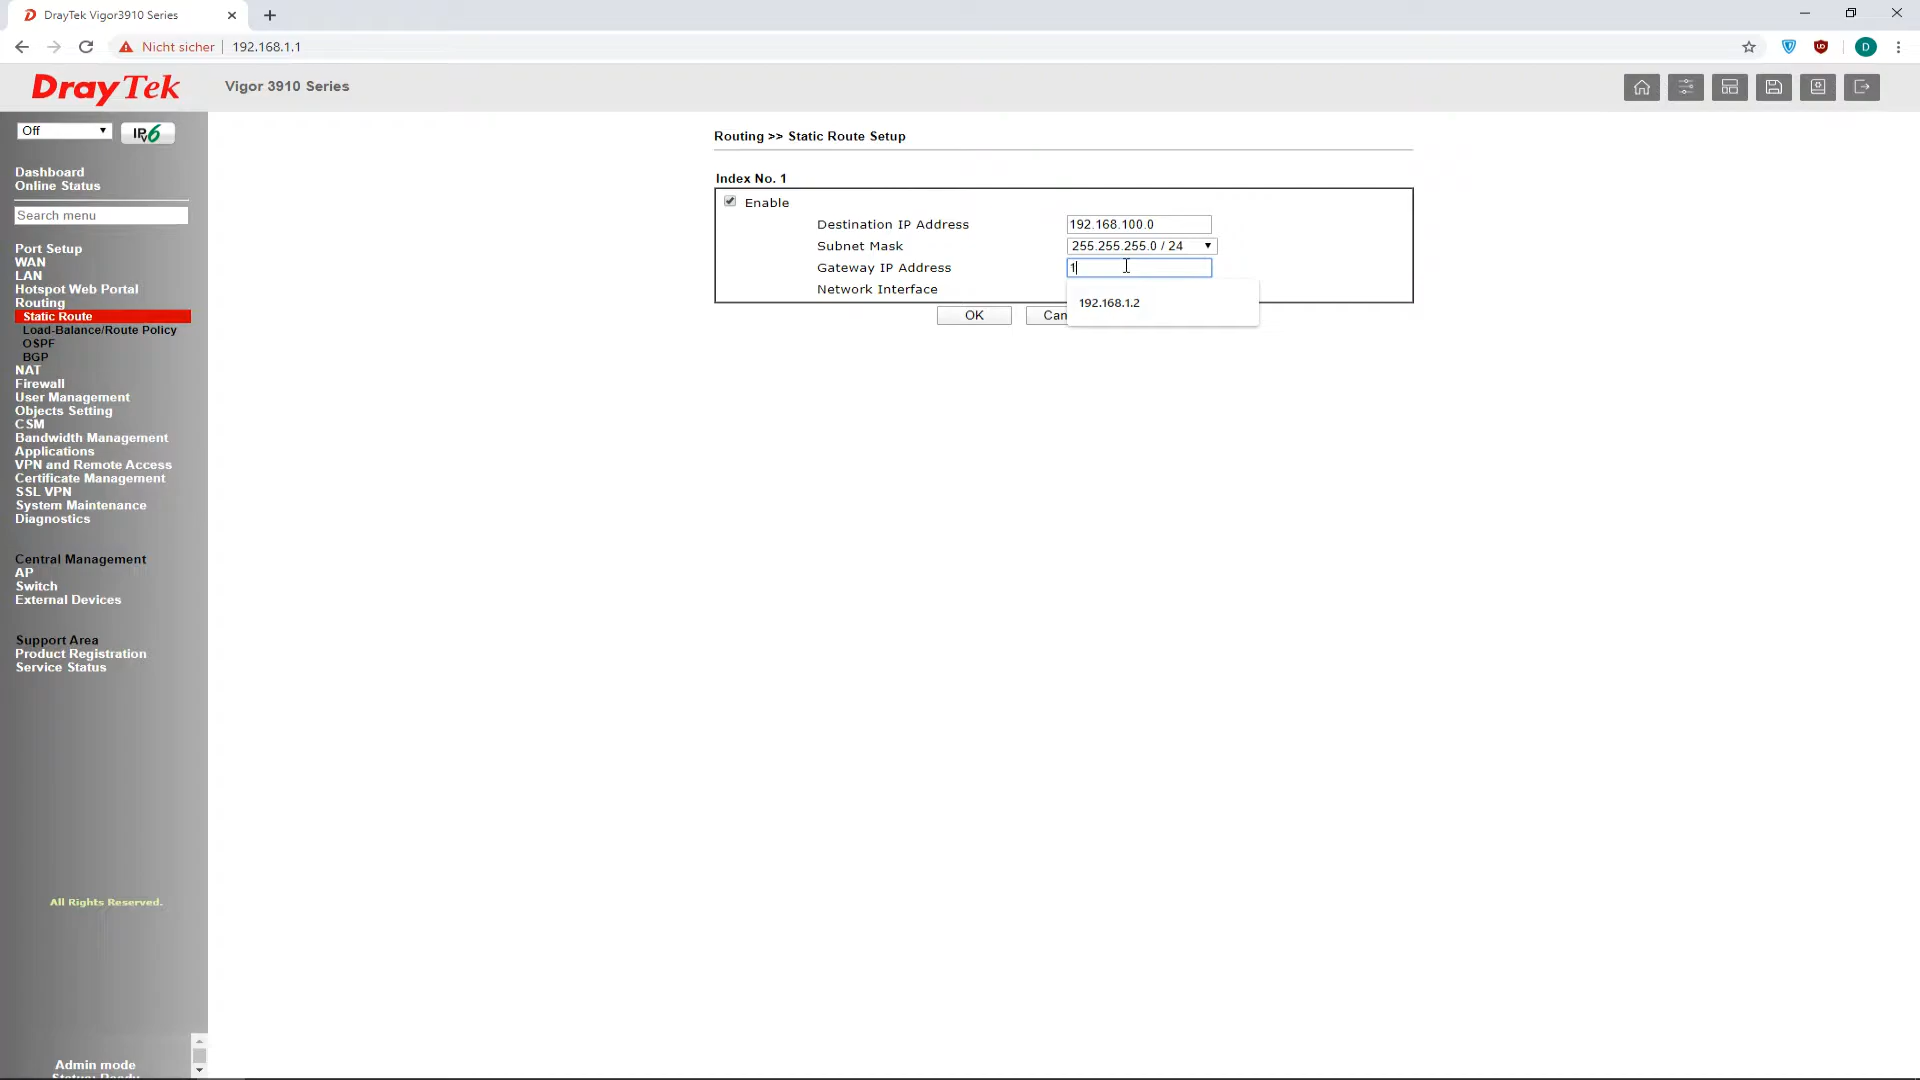 DrayTek Vigor3910 Series
Nicht sicher 192.168.1.1
DrayTek
Vigor 3910 Series
Off
IPv6
Dashboard
Online Status
Search menu
Port Setup
WAN
LAN
Hotspot Web Portal
Routing
Static Route
Load-Balance/Route Policy
OSPF
BGP
NAT
Firewall
User Management
Objects Setting
CSM
Bandwidth Management
Applications
VPN and Remote Access
Certificate Management
SSL VPN
System Maintenance
Diagnostics
Central Management
AP
Switch
External Devices
Support Area
Product Registration
Service Status
All Rights Reserved.
Admin mode
Status: Ready
Routing >> Static Route Setup
Index No. 1
Enable
Destination IP Address 192.168.100.0
Subnet Mask 255.255.255.0 / 24
Gateway IP Address 1
Network Interface
192.168.1.2
OK Can
D